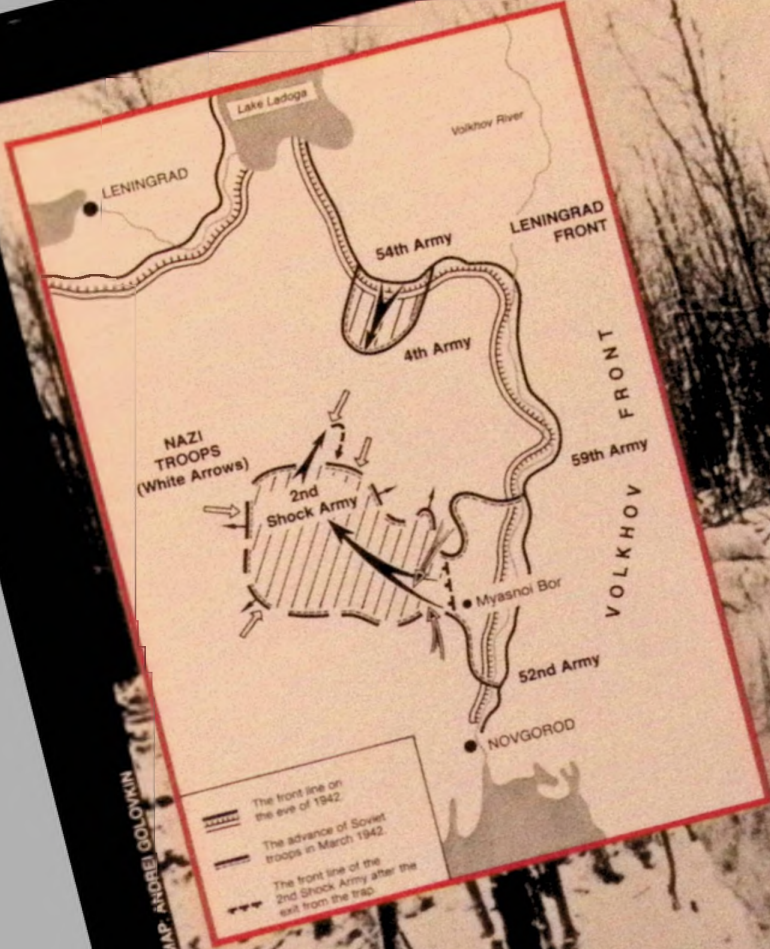 Lake Ladoga
Volkhov River
LENINGRAD
LENINGRAD
FRONT
54th Army
4th Army
NAZI
TROOPS
(White Arrows)
59th Army
2nd
Shock Army
VOLKHOV FRONT
Myasnoi Bor
52nd Army
NOVGOROD
The front line on
the eve of 1942.
The advance of Soviet
troops in March 1942.
The front line of the
2nd Shock Army after the
exit from the trap.
MAP: ANDREI GOLOVKIN